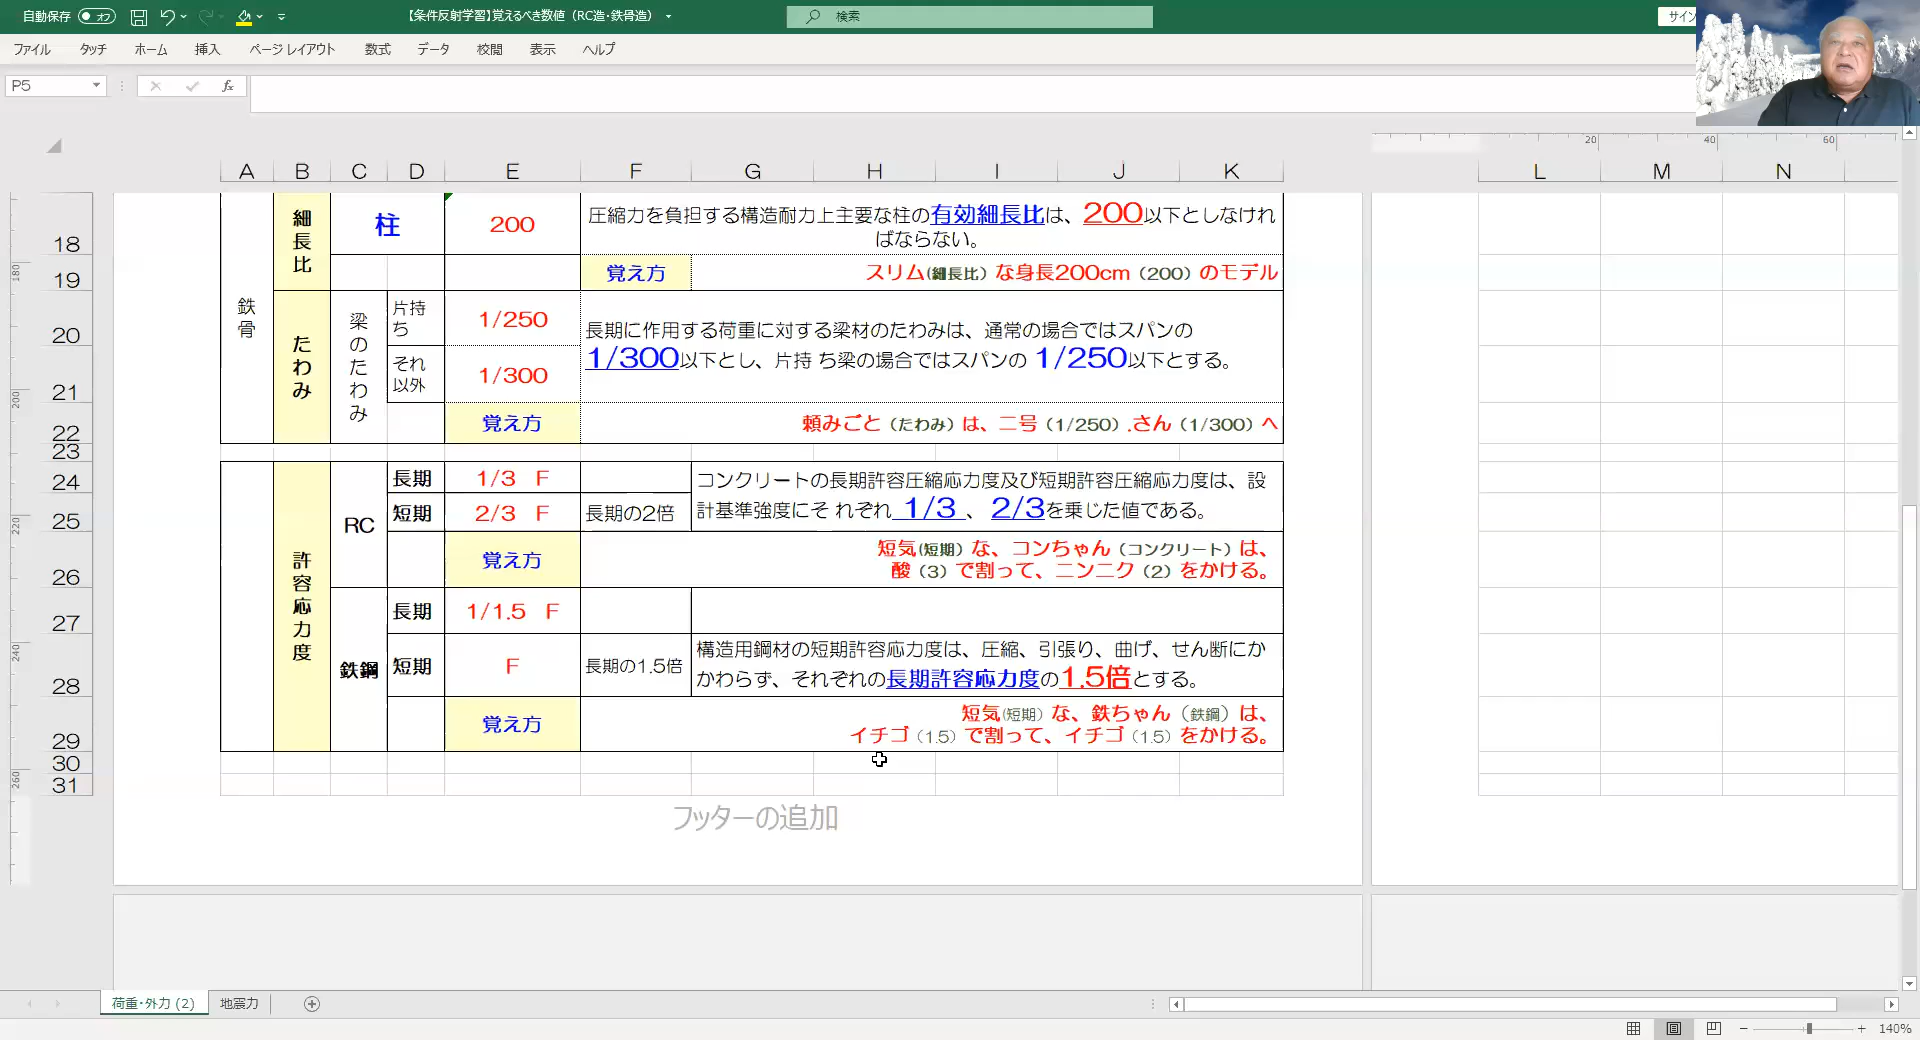 自動保存 オフ
【条件反射学習】覚えるべき数値（RC造・鉄骨造）
検索
サイン
ファイル タッチ ホーム 挿入 ページ レイアウト 数式 データ 校閲 表示 ヘルプ
P5
fx
20 40 60
A B C D E F G H I J K L M N
18 細長比 柱 200 圧縮力を負担する構造耐力上主要な柱の有効細長比は、200以下としなけれ
ばならない。
19 覚え方 スリム(細長比）な身長200cm（200）のモデル
鉄骨
20 たわみ 梁のたわみ 片持ち 1/250 長期に作用する荷重に対する梁材のたわみは、通常の場合ではスパンの
1/300以下とし、片持 ち梁の場合ではスパンの 1/250以下とする。
21 それ以外 1/300
22 覚え方 頼みごと（たわみ）は、二号（1/250）.さん（1/300）へ
23
24 許容応力度 RC 長期 1/3 F コンクリートの長期許容圧縮応力度及び短期許容圧縮応力度は、設
計基準強度にそ れぞれ 1/3 、 2/3を乗じた値である。
25 短期 2/3 F 長期の2倍
26 覚え方 短気(短期）な、コンちゃん（コンクリート）は、
酸（3）で割って、ニンニク（2）をかける。
27 鉄鋼 長期 1/1.5 F
28 短期 F 長期の1.5倍 構造用鋼材の短期許容応力度は、圧縮、引張り、曲げ、せん断にか
かわらず、それぞれの長期許容応力度の1.5倍とする。
29 覚え方 短気(短期）な、鉄ちゃん（鉄鋼）は、
イチゴ（1.5）で割って、イチゴ（1.5）をかける。
30
31
180
200
220
240
260
フッターの追加
荷重・外力 (2) 地震力
140%